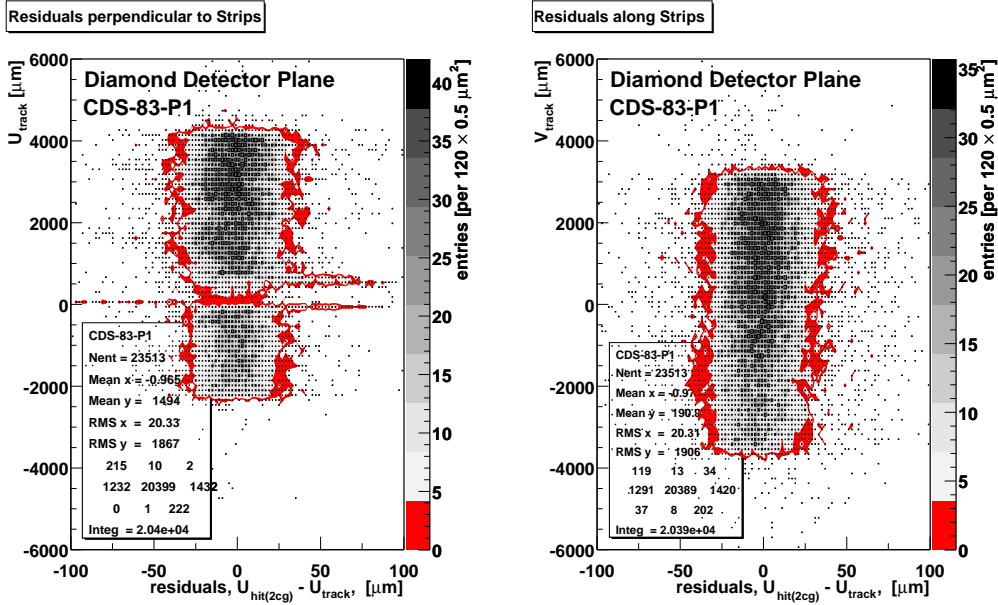 Residuals perpendicular to Strips
Diamond Detector Plane
CDS-83-P1
U_track [μm]
6000
4000
2000
0
-2000
-4000
-6000
CDS-83-P1
Nent = 23513
Mean x = -0.965
Mean y = 1494
RMS x = 20.33
RMS y = 1867
215 10 2
1232 20399 1432
0 1 222
Integ = 2.04e+04
-100 -50 0 50 100
residuals, U_hit(2cg) - U_track, [μm]
40
35
30
25
20
15
10
5
0
entries [per 120 × 0.5 μm²]
Residuals along Strips
Diamond Detector Plane
CDS-83-P1
V_track [μm]
6000
4000
2000
0
-2000
-4000
-6000
CDS-83-P1
Nent = 23513
Mean x = -0.97
Mean y = 190.9
RMS x = 20.31
RMS y = 1906
119 13 34
1291 20389 1420
37 8 202
Integ = 2.039e+04
-100 -50 0 50 100
residuals, U_hit(2cg) - U_track, [μm]
35
30
25
20
15
10
5
0
entries [per 120 × 0.5 μm²]